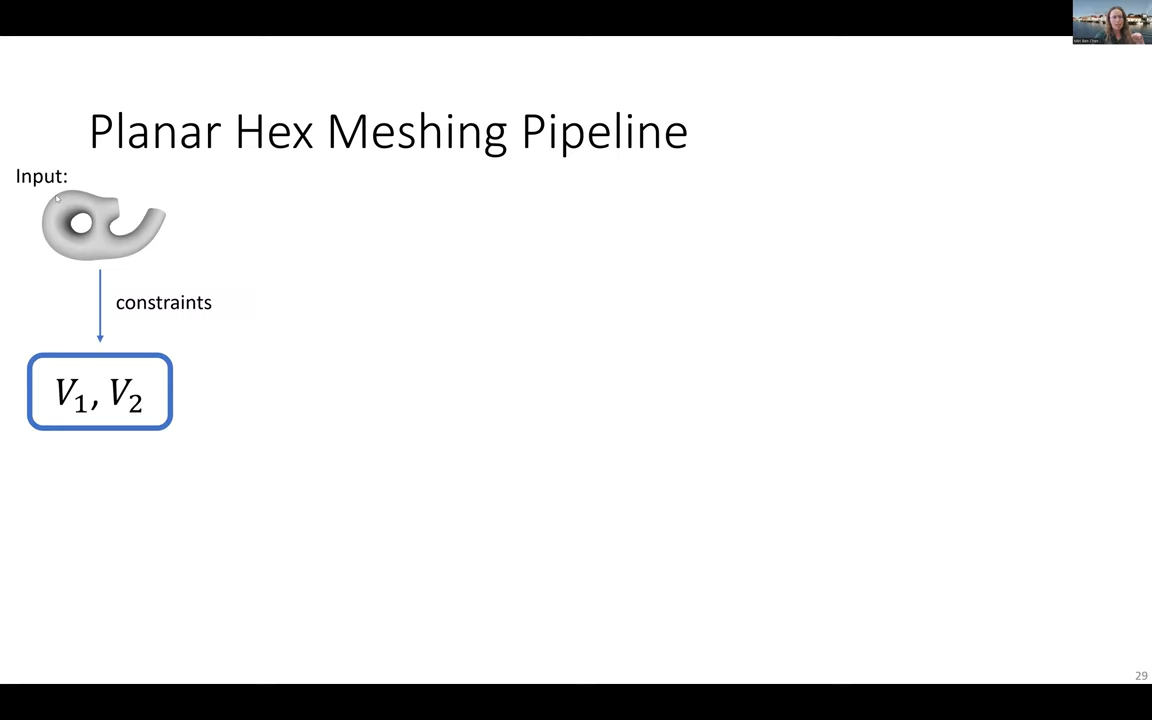 Planar Hex Meshing Pipeline
Input:
constraints
V₁, V₂
29